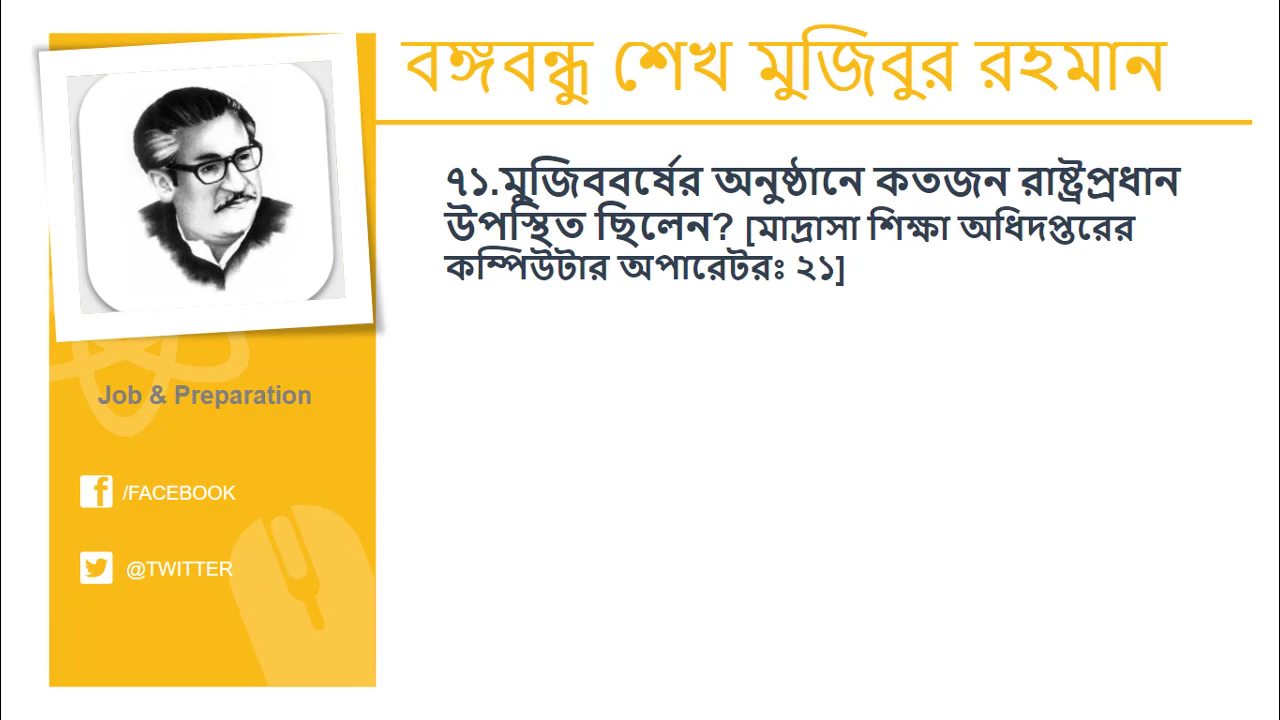 বঙ্গবন্ধু শেখ মুজিবুর রহমান
৭১.মুজিববর্ষের অনুষ্ঠানে কতজন রাষ্ট্রপ্রধান
উপস্থিত ছিলেন? [মাদ্রাসা শিক্ষা অধিদপ্তরের
কম্পিউটার অপারেটরঃ ২১]
Job & Preparation
/FACEBOOK
@TWITTER